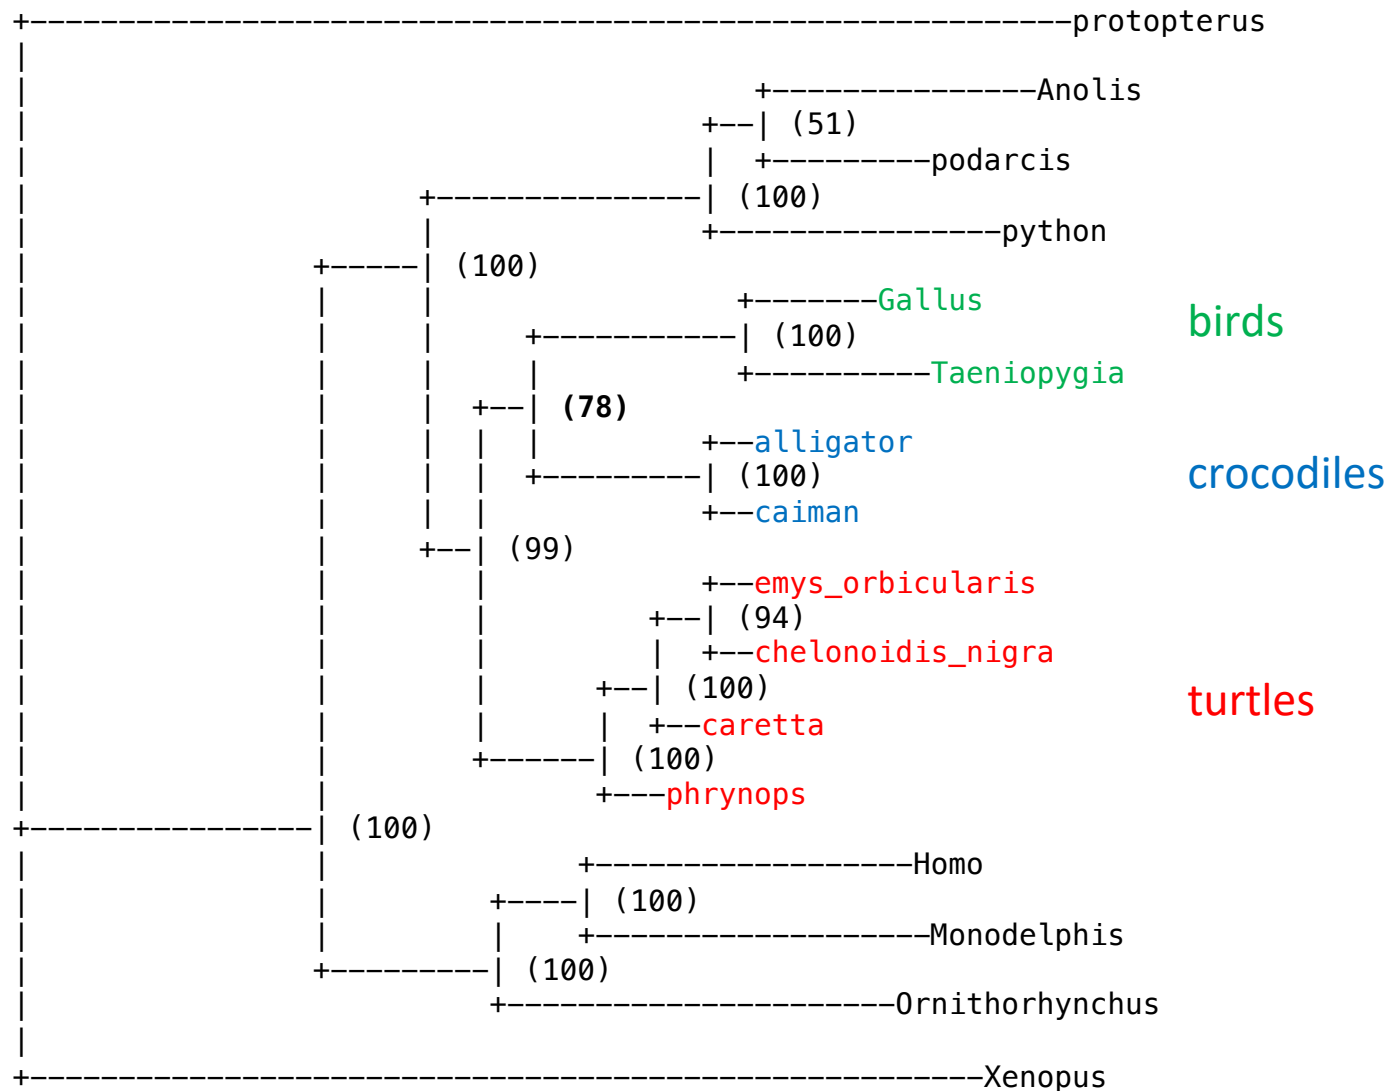 protopterus
Anolis
(51)
podarcis
(100)
python
(100)
Gallus
birds
(100)
Taeniopygia
(78)
alligator
crocodiles
(100)
caiman
(99)
emys_orbicularis
(94)
chelonoidis_nigra
(100)
turtles
caretta
(100)
phrynops
(100)
Homo
(100)
Monodelphis
(100)
Ornithorhynchus
Xenopus